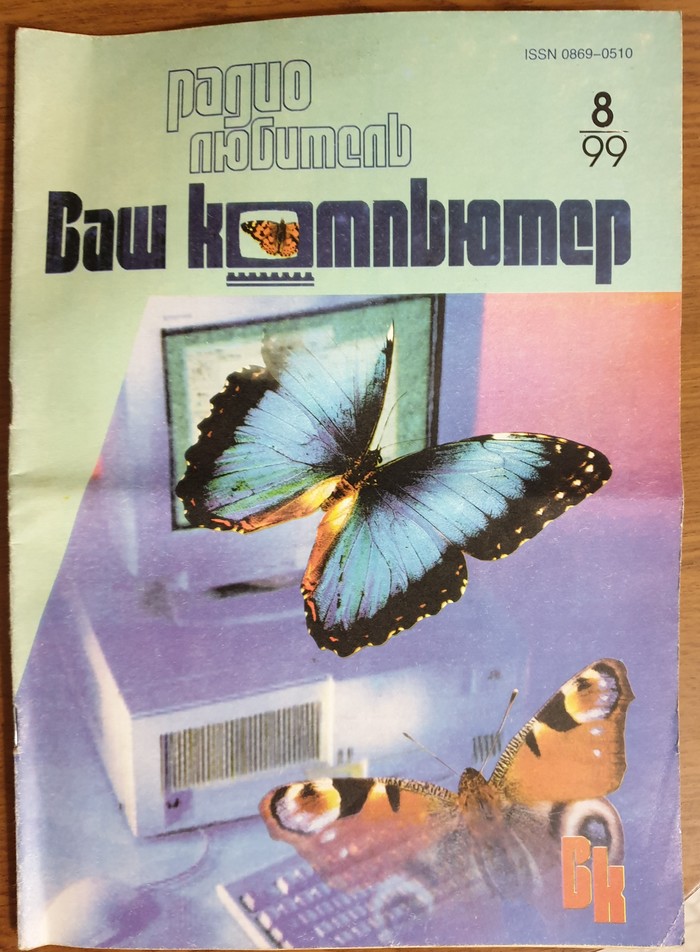 ISSN 0869-0510
радио
любитель
8
99
Ваш компьютер
Вк